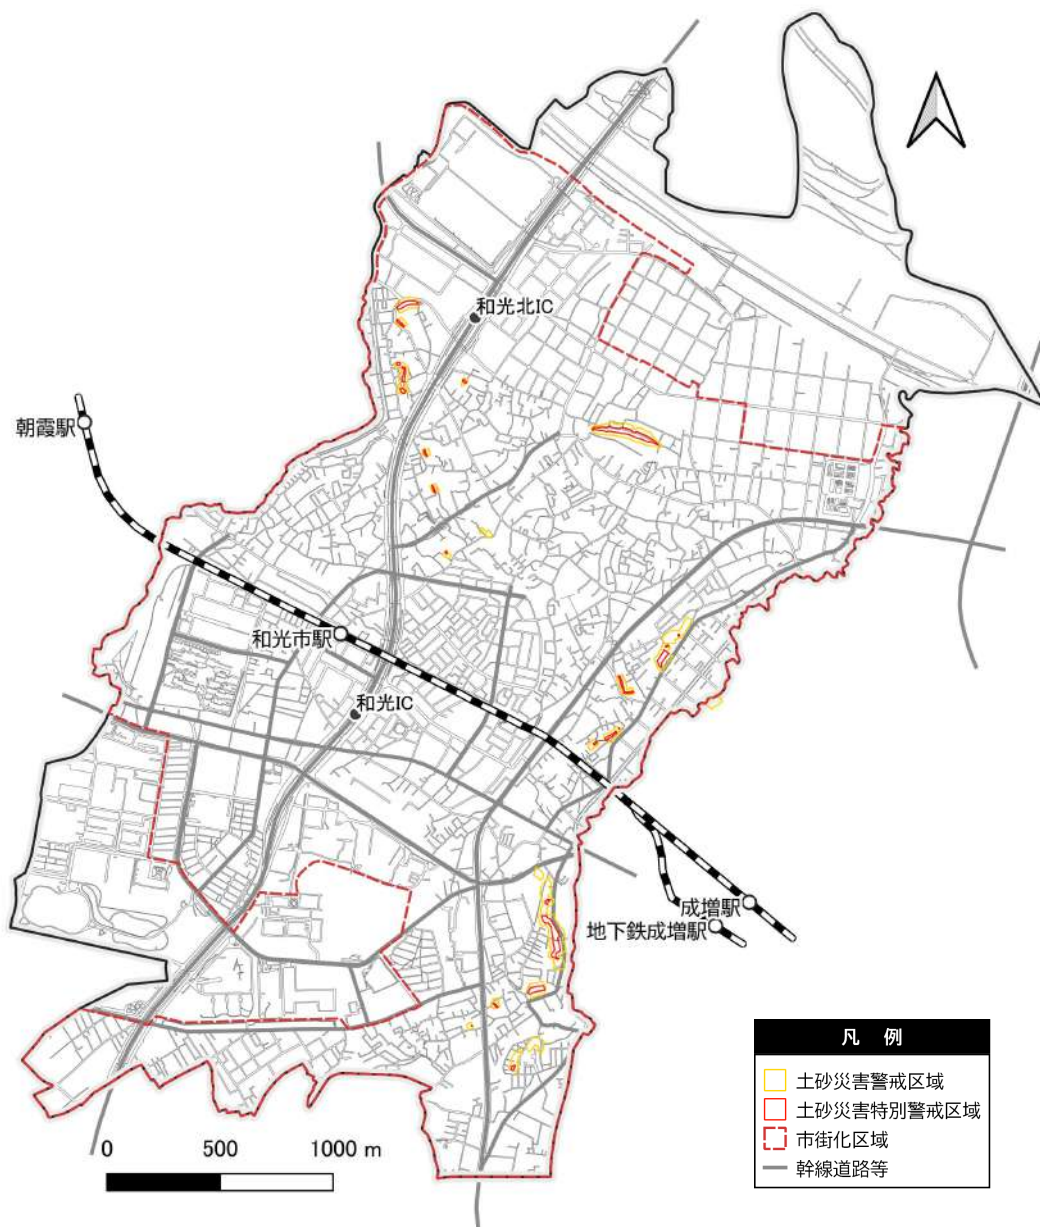 和光北IC
朝霞駅
和光市駅
和光IC
成増駅
地下鉄成増駅
凡 例
土砂災害警戒区域
土砂災害特別警戒区域
市街化区域
幹線道路等
0 500 1000 m